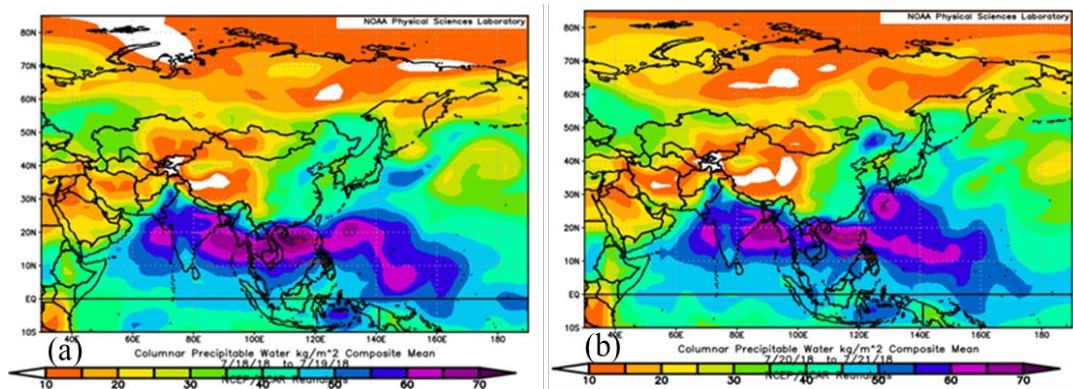 NOAA Physical Sciences Laboratory
80N
70N
60N
50N
40N
30N
20N
10N
EQ
10S
40E 60E 80E 100E 120E 140E 160E 180
(a)
Columnar Precipitable Water kg/m^2 Composite Mean
7/18/18 to 7/19/18
10 20 30 40 50 60 70
NOAA Physical Sciences Laboratory
80N
70N
60N
50N
40N
30N
20N
10N
EQ
10S
40E 60E 80E 100E 120E 140E 160E 180
b)
Columnar Precipitable Water kg/m^2 Composite Mean
7/20/18 to 7/21/18
10 20 30 40 50 60 70